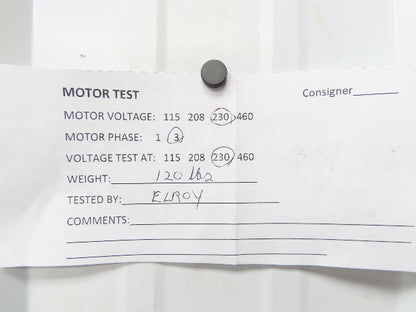 MOTOR TEST Consigner
MOTOR VOLTAGE: 115 208 230 460
MOTOR PHASE: 1 3
VOLTAGE TEST AT: 115 208 230 460
WEIGHT: 120 lbs
TESTED BY: ELROY
COMMENTS: